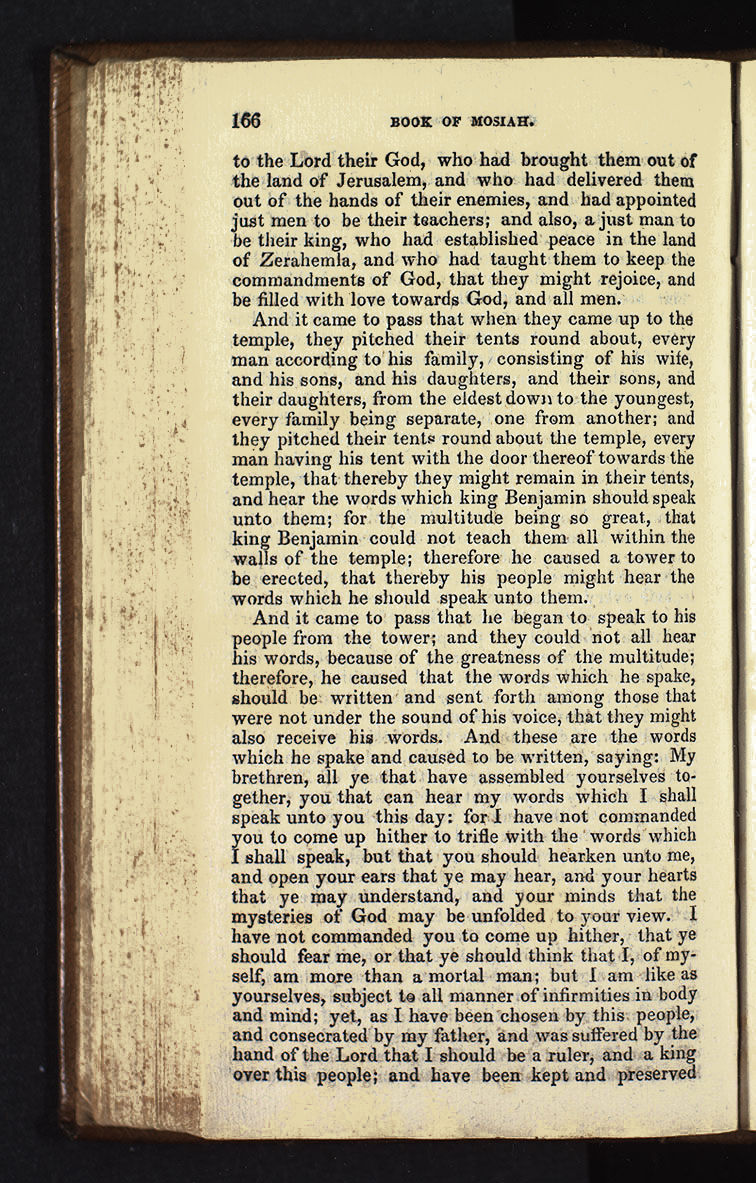 166 BOOK OF MOSIAH.
to the Lord their God, who had brought them out of
the land of Jerusalem, and who had delivered them
out of the hands of their enemies, and had appointed
just men to be their teachers; and also, a just man to
be their king, who had established peace in the land
of Zerahemla, and who had taught them to keep the
commandments of God, that they might rejoice, and
be filled with love towards God, and all men.
And it came to pass that when they came up to the
temple, they pitched their tents round about, every
man according to his family, consisting of his wife,
and his sons, and his daughters, and their sons, and
their daughters, from the eldest down to the youngest,
every family being separate, one from another; and
they pitched their tents round about the temple, every
man having his tent with the door thereof towards the
temple, that thereby they might remain in their tents,
and hear the words which king Benjamin should speak
unto them; for the multitude being so great, that
king Benjamin could not teach them all within the
walls of the temple; therefore he caused a tower to
be erected, that thereby his people might hear the
words which he should speak unto them.
And it came to pass that he began to speak to his
people from the tower; and they could not all hear
his words, because of the greatness of the multitude;
therefore, he caused that the words which he spake,
should be written and sent forth among those that
were not under the sound of his voice, that they might
also receive his words. And these are the words
which he spake and caused to be written, saying: My
brethren, all ye that have assembled yourselves to-
gether, you that can hear my words which I shall
speak unto you this day: for I have not commanded
you to come up hither to trifle with the words which
I shall speak, but that you should hearken unto me,
and open your ears that ye may hear, and your hearts
that ye may understand, and your minds that the
mysteries of God may be unfolded to your view. I
have not commanded you to come up hither, that ye
should fear me, or that ye should think that I, of my-
self, am more than a mortal man; but I am like as
yourselves, subject to all manner of infirmities in body
and mind; yet, as I have been chosen by this people,
and consecrated by my father, and was suffered by the
hand of the Lord that I should be a ruler, and a king
over this people; and have been kept and preserved